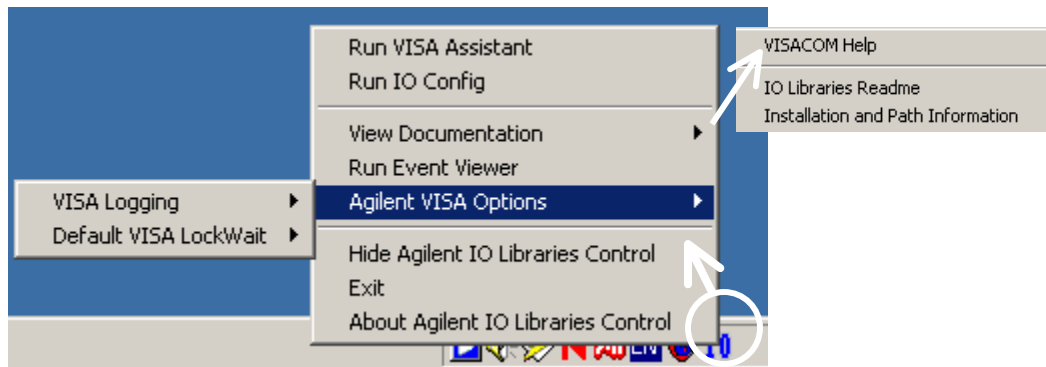 Run VISA Assistant
Run IO Config
View Documentation
Run Event Viewer
Agilent VISA Options
Hide Agilent IO Libraries Control
Exit
About Agilent IO Libraries Control
VISA Logging
Default VISA LockWait
VISACOM Help
IO Libraries Readme
Installation and Path Information
EN
IO